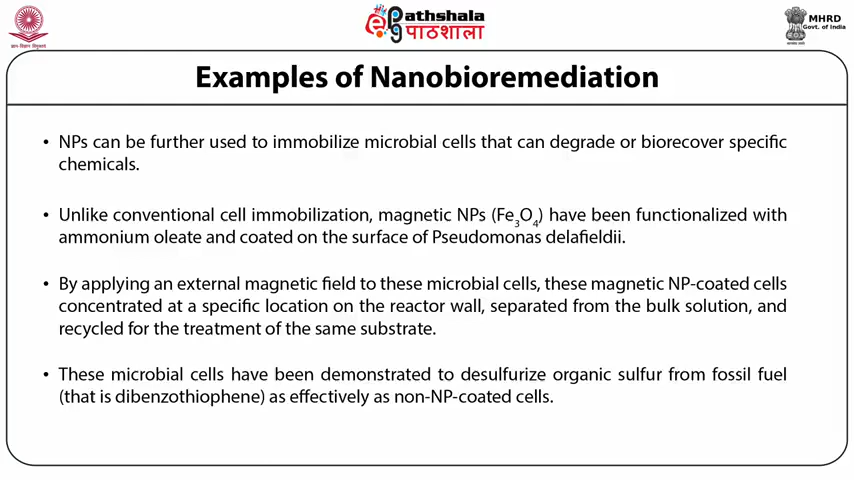 ePathshala
पाठशाला
MHRD
Govt. of India
Examples of Nanobioremediation
• NPs can be further used to immobilize microbial cells that can degrade or biorecover specific
chemicals.
• Unlike conventional cell immobilization, magnetic NPs (Fe3O4) have been functionalized with
ammonium oleate and coated on the surface of Pseudomonas delafieldii.
• By applying an external magnetic field to these microbial cells, these magnetic NP-coated cells
concentrated at a specific location on the reactor wall, separated from the bulk solution, and
recycled for the treatment of the same substrate.
• These microbial cells have been demonstrated to desulfurize organic sulfur from fossil fuel
(that is dibenzothiophene) as effectively as non-NP-coated cells.